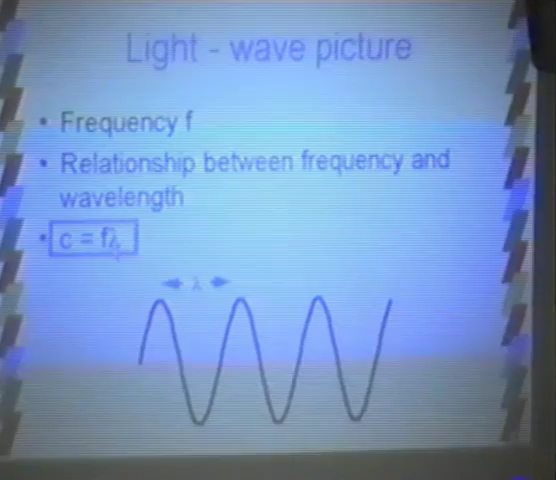 Light - wave picture
• Frequency f
• Relationship between frequency and
wavelength
• c = fλ
λ